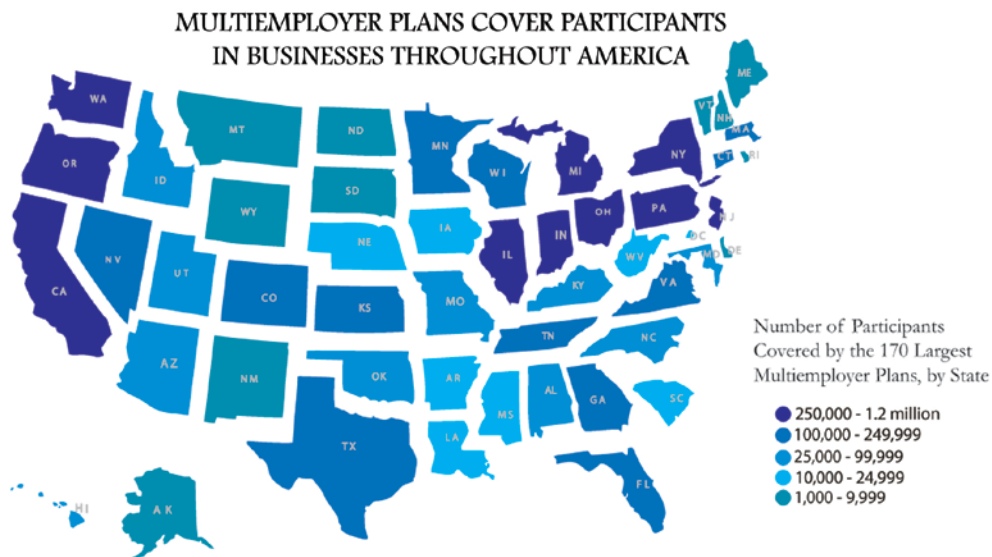 MULTIEMPLOYER PLANS COVER PARTICIPANTS
IN BUSINESSES THROUGHOUT AMERICA
WA
OR
CA
NV
ID
MT
WY
UT
AZ
CO
NM
ND
SD
NE
KS
OK
TX
MN
IA
MO
AR
LA
WI
IL
MI
IN
OH
KY
TN
MS
AL
GA
FL
SC
NC
VA
WV
PA
NY
VT
NH
ME
MA
CT
RI
NJ
DC
MD
DE
HI
AK
Number of Participants
Covered by the 170 Largest
Multiemployer Plans, by State
250,000 - 1.2 million
100,000 - 249,999
25,000 - 99,999
10,000 - 24,999
1,000 - 9,999